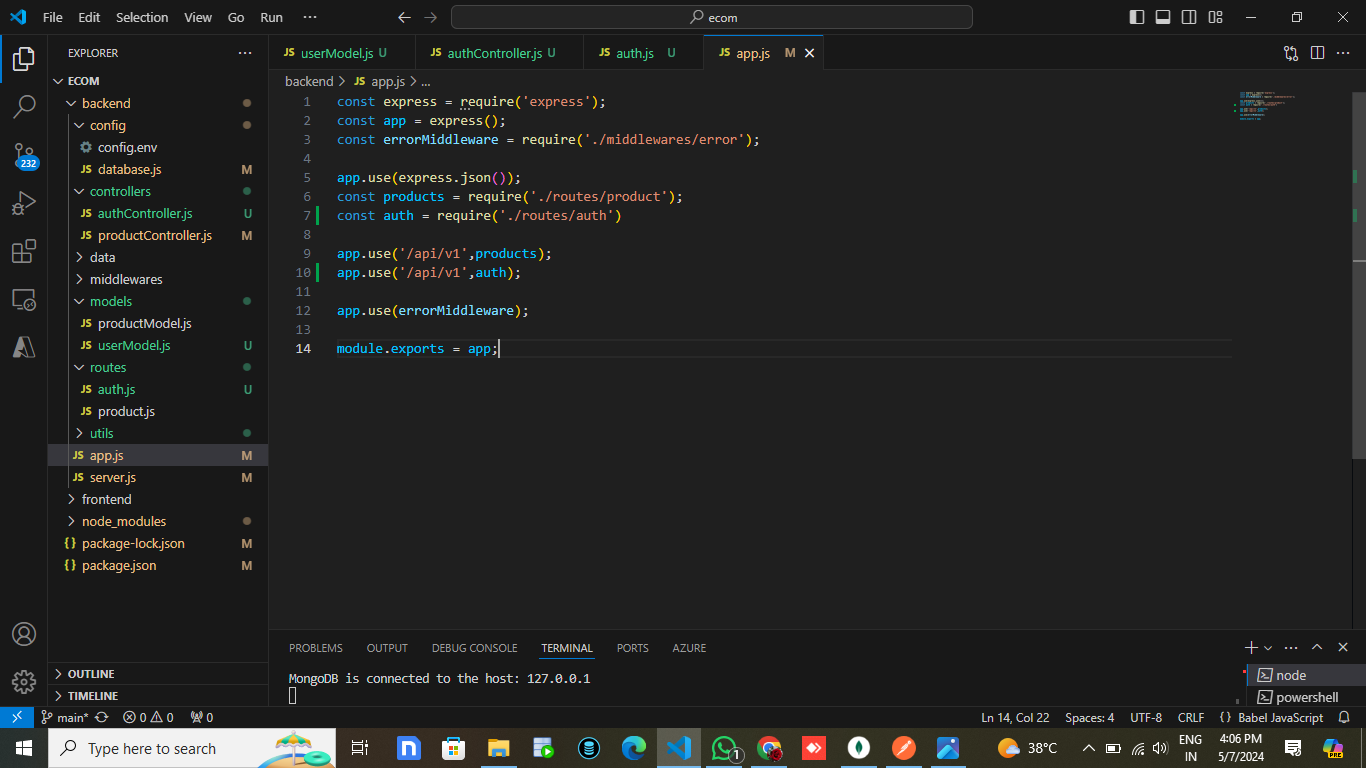 File Edit Selection View Go Run ··· ecom
EXPLORER ···
ECOM
backend
config
config.env
JS database.js M
controllers
JS authController.js U
JS productController.js M
data
middlewares
models
JS productModel.js
JS userModel.js U
routes
JS auth.js U
JS product.js
utils
JS app.js M
JS server.js M
frontend
node_modules
{} package-lock.json M
{} package.json M
OUTLINE
TIMELINE
232
JS userModel.js U JS authController.js U JS auth.js U JS app.js M
backend > JS app.js > ...
1 const express = require('express');
2 const app = express();
3 const errorMiddleware = require('./middlewares/error');
4
5 app.use(express.json());
6 const products = require('./routes/product');
7 const auth = require('./routes/auth')
8
9 app.use('/api/v1',products);
10 app.use('/api/v1',auth);
11
12 app.use(errorMiddleware);
13
14 module.exports = app;
PROBLEMS OUTPUT DEBUG CONSOLE TERMINAL PORTS AZURE
MongoDB is connected to the host: 127.0.0.1
node
powershell
main* 0 0 0 Ln 14, Col 22 Spaces: 4 UTF-8 CRLF {} Babel JavaScript
Type here to search 1 38°C ENG IN 4:06 PM 5/7/2024 PRE